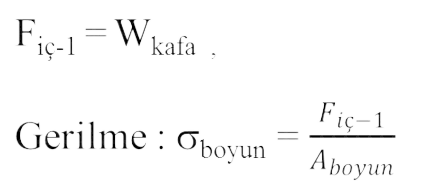 F_iç-1 = W_kafa ,
Gerilme : σ_boyun = F_iç−1 / A_boyun